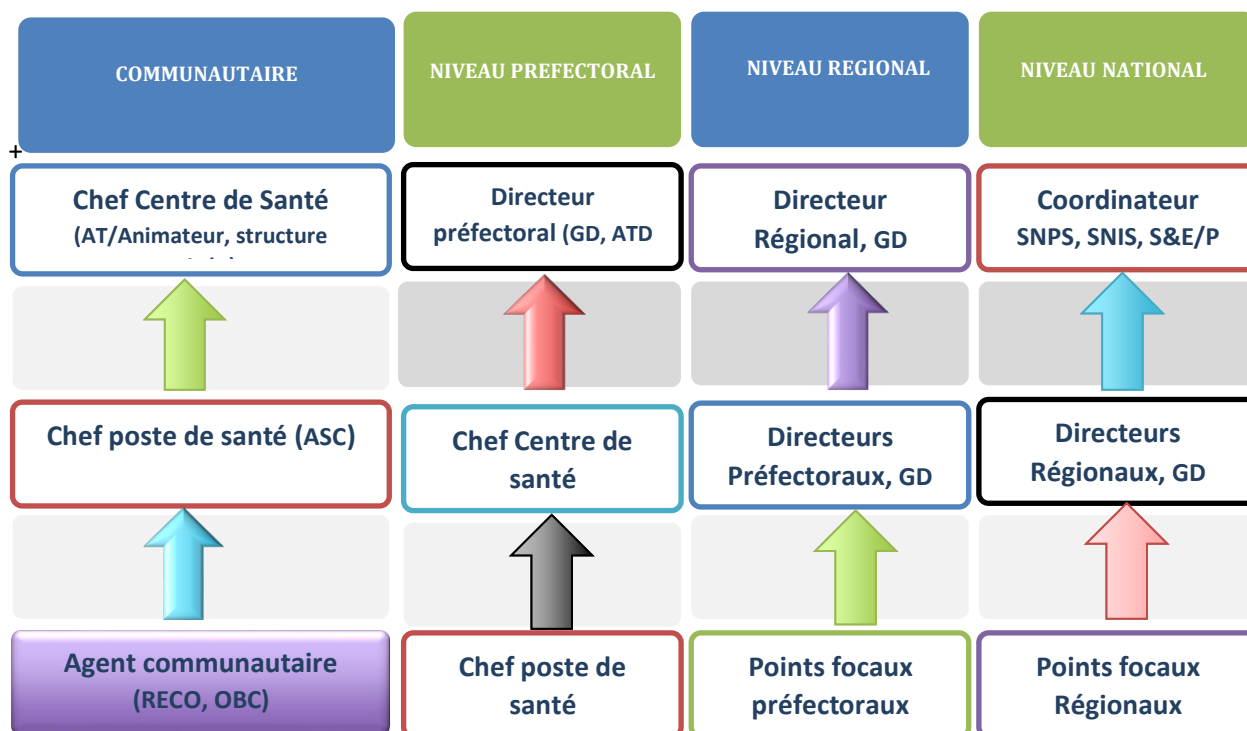 COMMUNAUTAIRE
NIVEAU PREFECTORAL
NIVEAU REGIONAL
NIVEAU NATIONAL
+
Chef Centre de Santé
(AT/Animateur, structure
Directeur
préfectoral (GD, ATD
Directeur
Régional, GD
Coordinateur
SNPS, SNIS, S&E/P
Chef poste de santé (ASC)
Chef Centre de
santé
Directeurs
Préfectoraux, GD
Directeurs
Régionaux, GD
Agent communautaire
(RECO, OBC)
Chef poste de
santé
Points focaux
préfectoraux
Points focaux
Régionaux